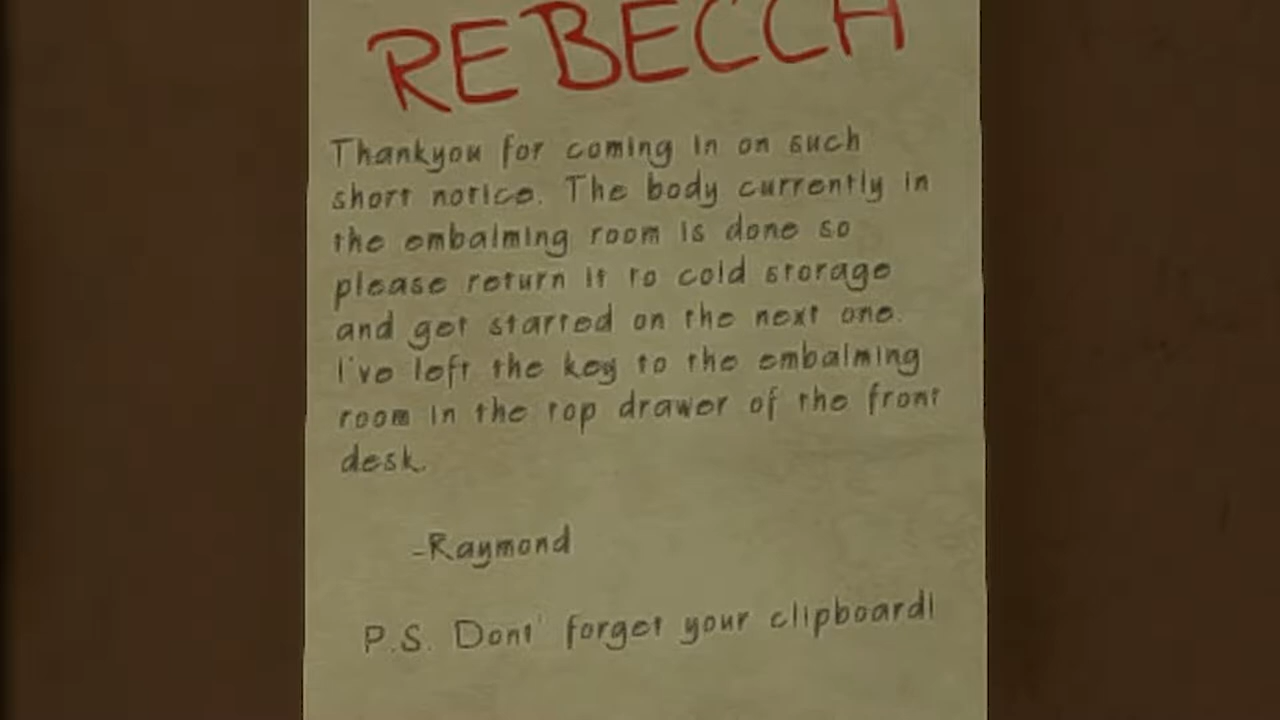 REBECCA
Thankyou for coming in on such
short notice. The body currently in
the embalming room is done so
please return it to cold storage
and get started on the next one.
I've left the key to the embalming
room in the top drawer of the front
desk.
-Raymond
P.S. Dont' forget your clipboard!